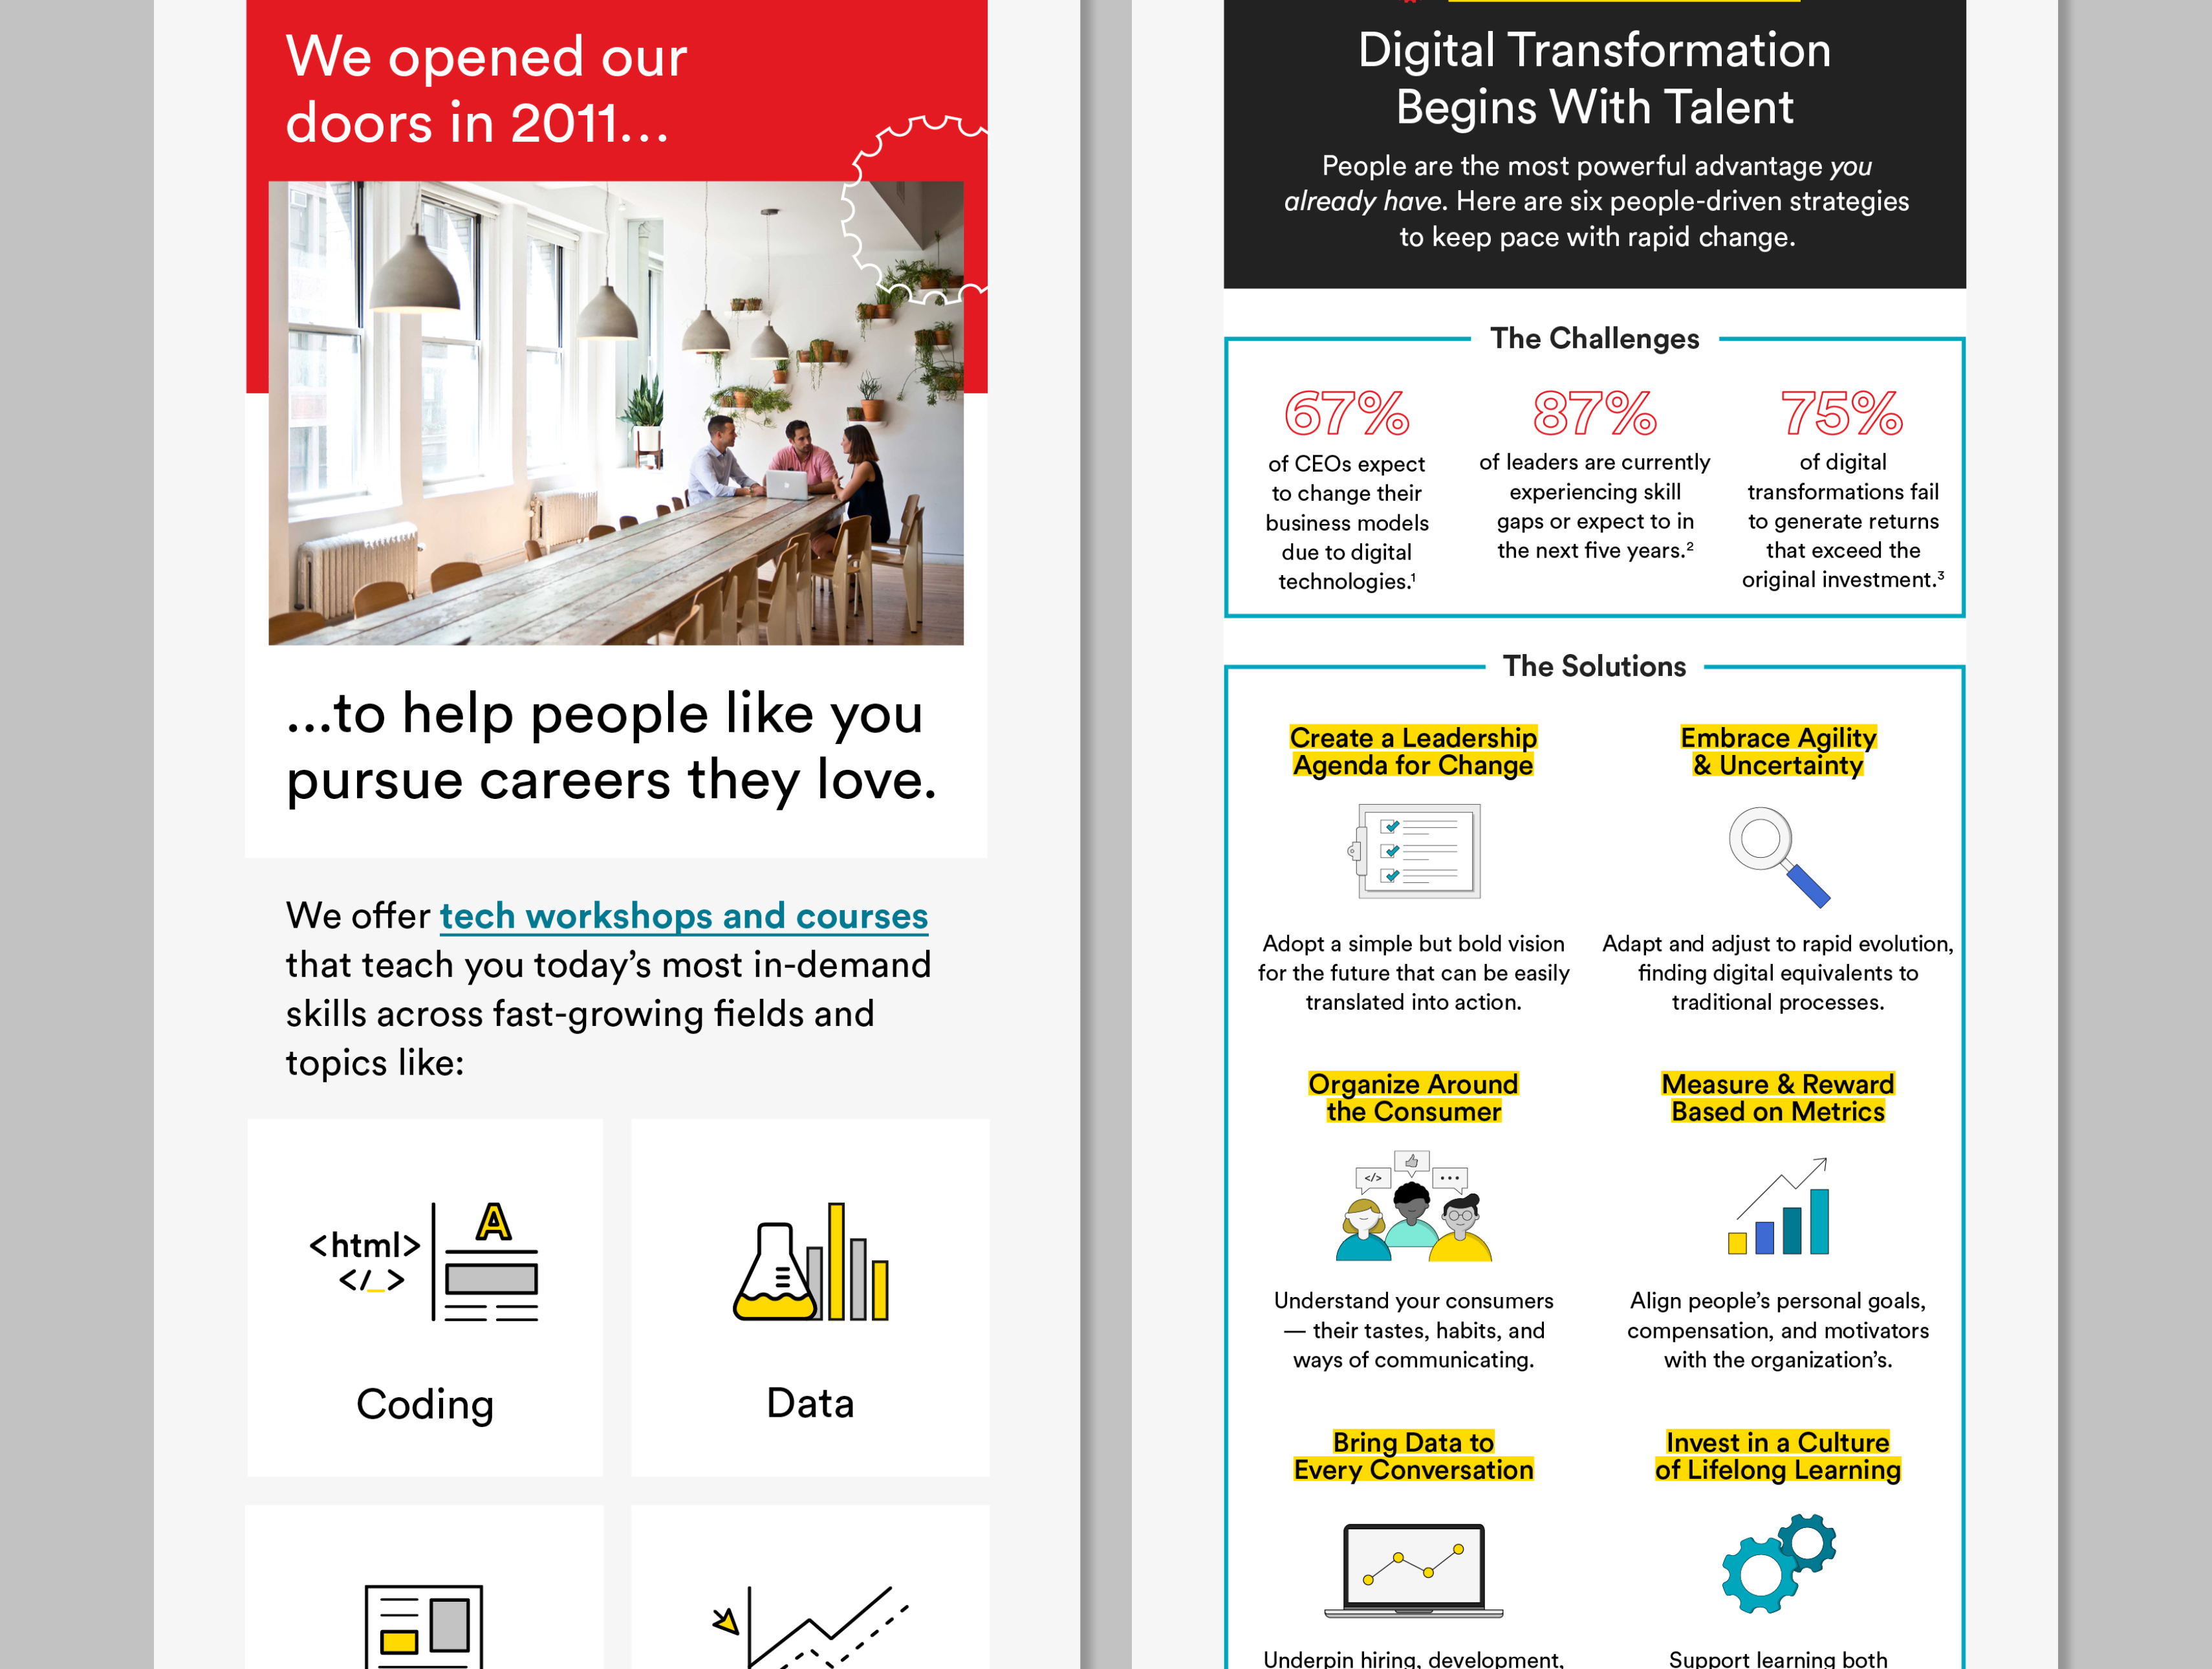 We opened our
doors in 2011...
...to help people like you
pursue careers they love.
We offer tech workshops and courses
that teach you today’s most in-demand
skills across fast-growing fields and
topics like:
<html>
</_>
A
Coding
Data
Digital Transformation
Begins With Talent
People are the most powerful advantage you
already have. Here are six people-driven strategies
to keep pace with rapid change.
The Challenges
67%
of CEOs expect
to change their
business models
due to digital
technologies.¹
87%
of leaders are currently
experiencing skill
gaps or expect to in
the next five years.²
75%
of digital
transformations fail
to generate returns
that exceed the
original investment.³
The Solutions
Create a Leadership
Agenda for Change
Adopt a simple but bold vision
for the future that can be easily
translated into action.
Embrace Agility
& Uncertainty
Adapt and adjust to rapid evolution,
finding digital equivalents to
traditional processes.
Organize Around
the Consumer
</>
Understand your consumers
— their tastes, habits, and
ways of communicating.
Measure & Reward
Based on Metrics
Align people’s personal goals,
compensation, and motivators
with the organization’s.
Bring Data to
Every Conversation
Underpin hiring, development,
Invest in a Culture
of Lifelong Learning
Support learning both